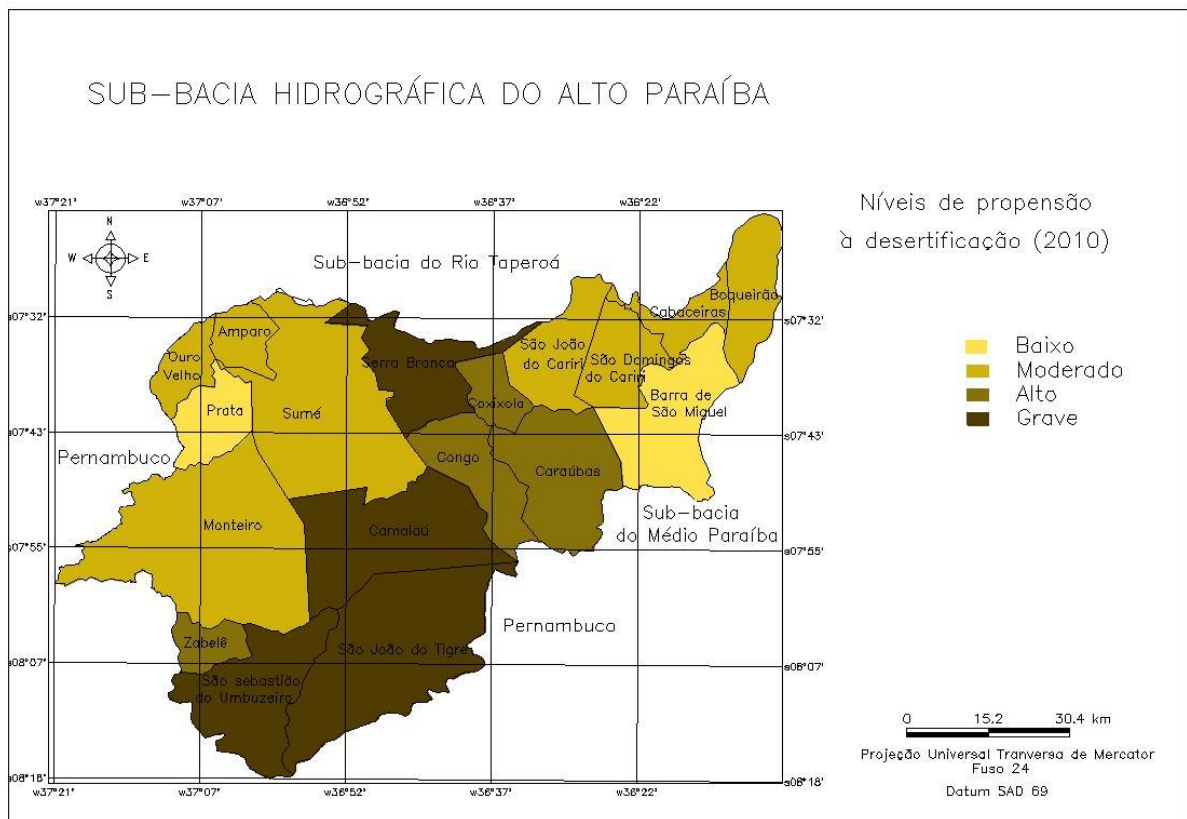 SUB-BACIA HIDROGRÁFICA DO ALTO PARAÍBA
Níveis de propensão
à desertificação (2010)
Baixo
Moderado
Alto
Grave
w37°21'
w37°07'
w36°52'
w36°37'
w36°22'
N
W
E
S
Sub-bacia do Rio Taperoá
s07°32'
s07°32'
Boqueirão
Cabaceiras
Amparo
Ouro
Velho
Serra Branca
São João
do Cariri
São Domingos
do Cariri
Prata
Sumé
Coxixola
Barra de
São Miguel
s07°43'
s07°43'
Pernambuco
Congo
Caraúbas
Sub-bacia
do Médio Paraíba
Monteiro
Camalaú
s07°55'
s07°55'
Pernambuco
Zabelê
São João do Tigre
s08°07'
s08°07'
São sebastião
do Umbuzeiro
s08°18'
s08°18'
w37°21'
w37°07'
w36°52'
w36°37'
w36°22'
0 15.2 30.4 km
Projeção Universal Tranversa de Mercator
Fuso 24
Datum SAD 69